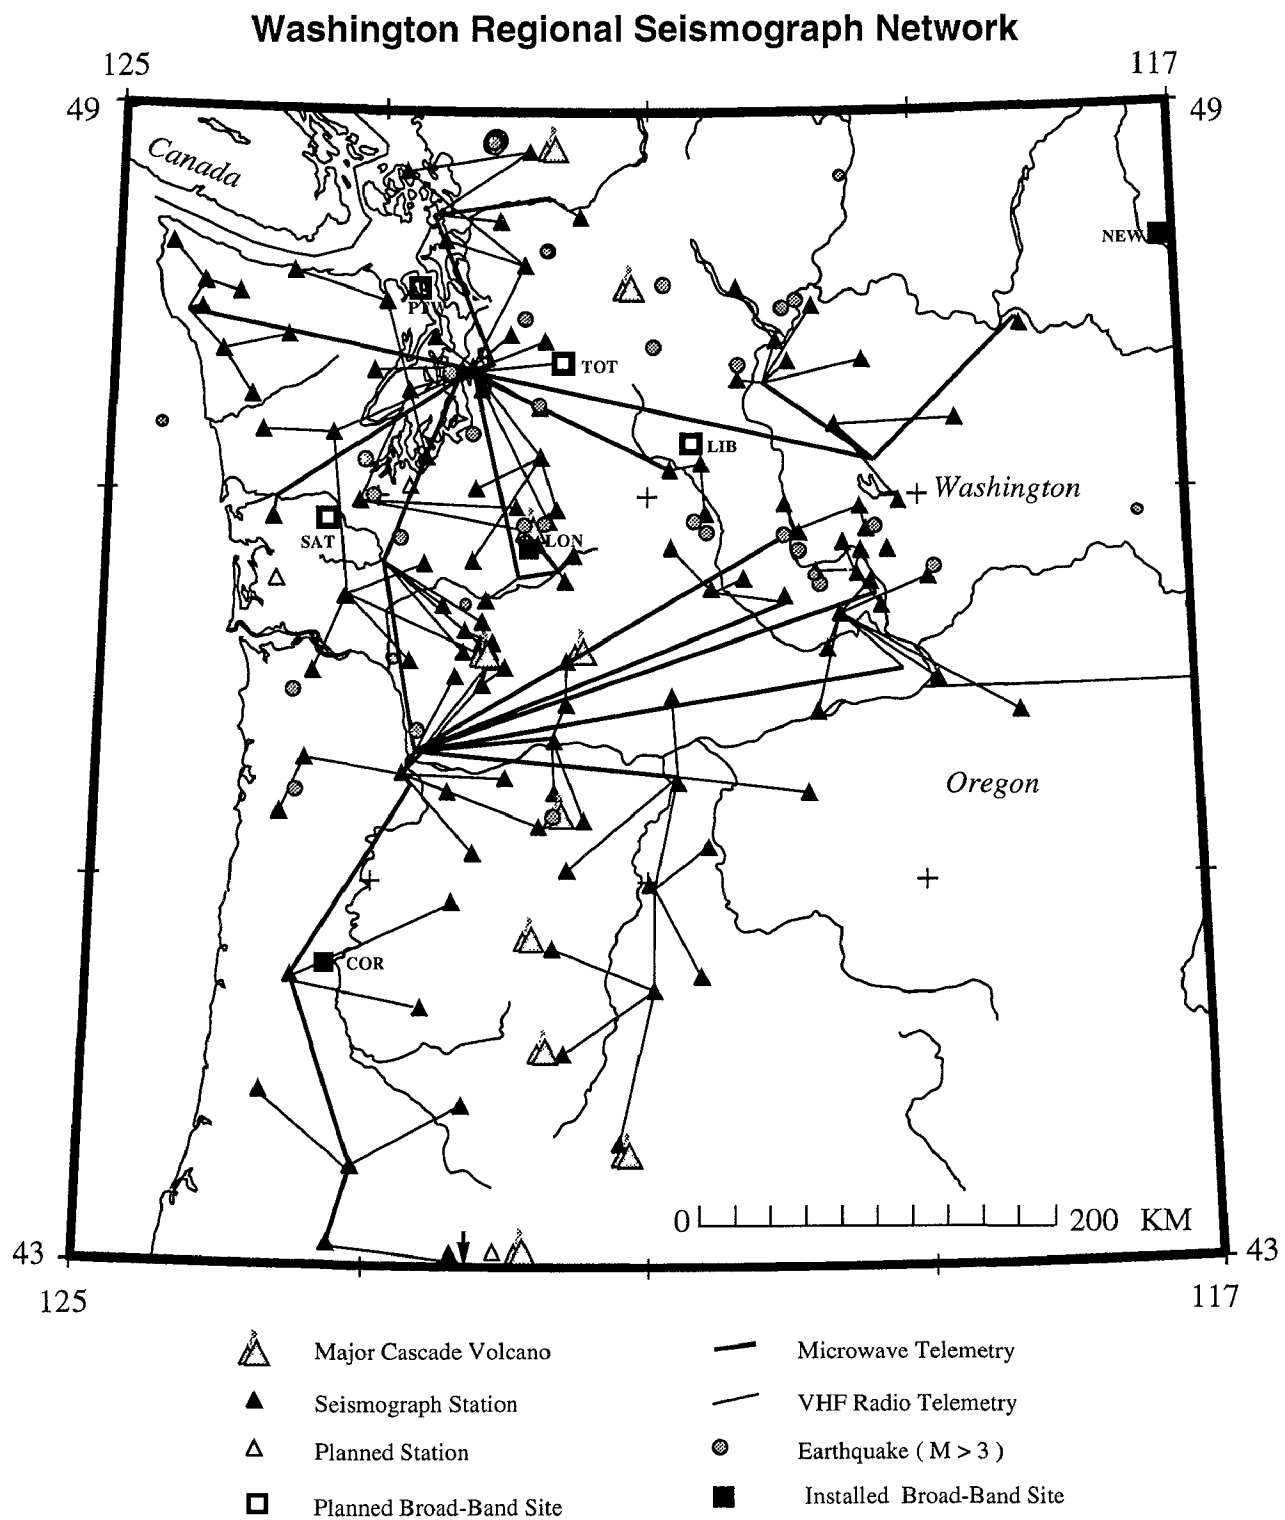 Washington Regional Seismograph Network
125
117
49
49
Canada
NEW
PTW
TOT
LIB
Washington
SAT
LON
Oregon
COR
0
200 KM
43
43
125
117
Major Cascade Volcano
Microwave Telemetry
Seismograph Station
VHF Radio Telemetry
Planned Station
Earthquake ( M > 3 )
Planned Broad-Band Site
Installed Broad-Band Site